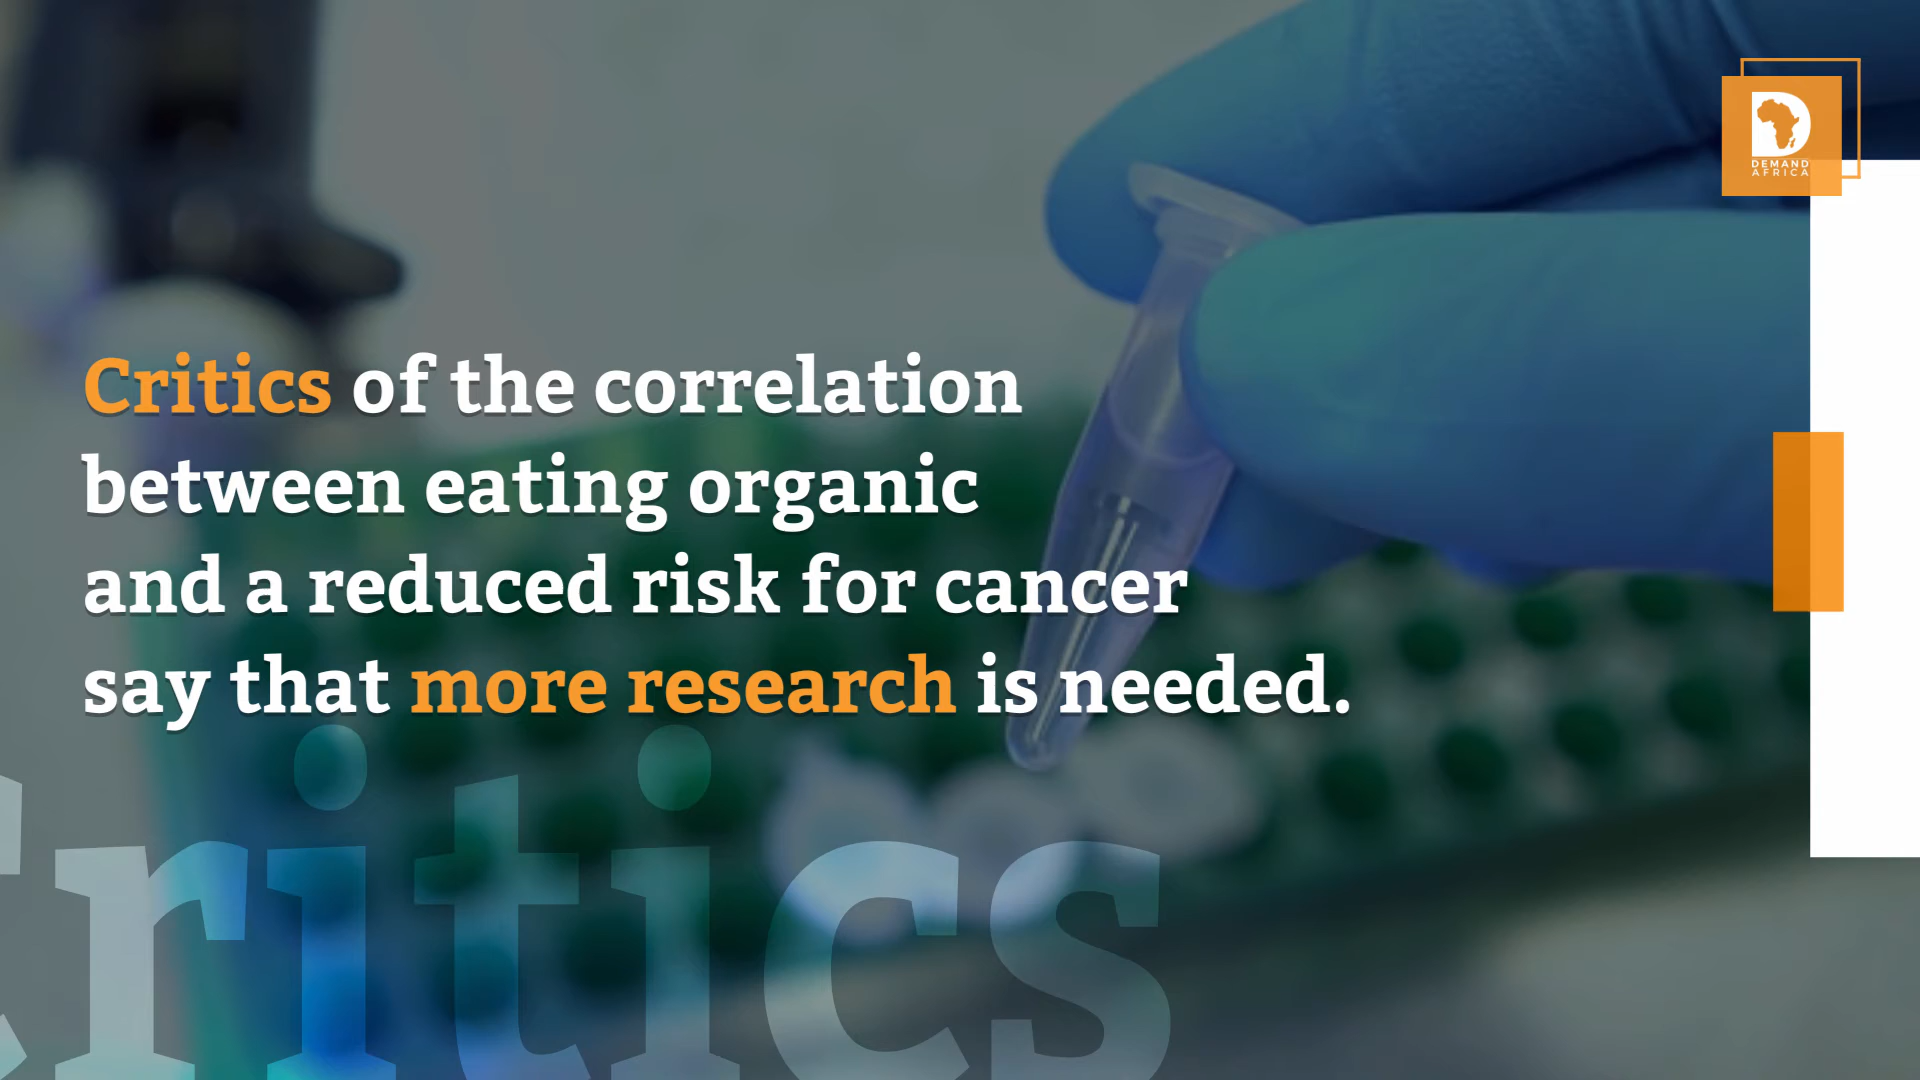 DEMAND
AFRICA
Critics of the correlation
between eating organic
and a reduced risk for cancer
say that more research is needed.
Critics